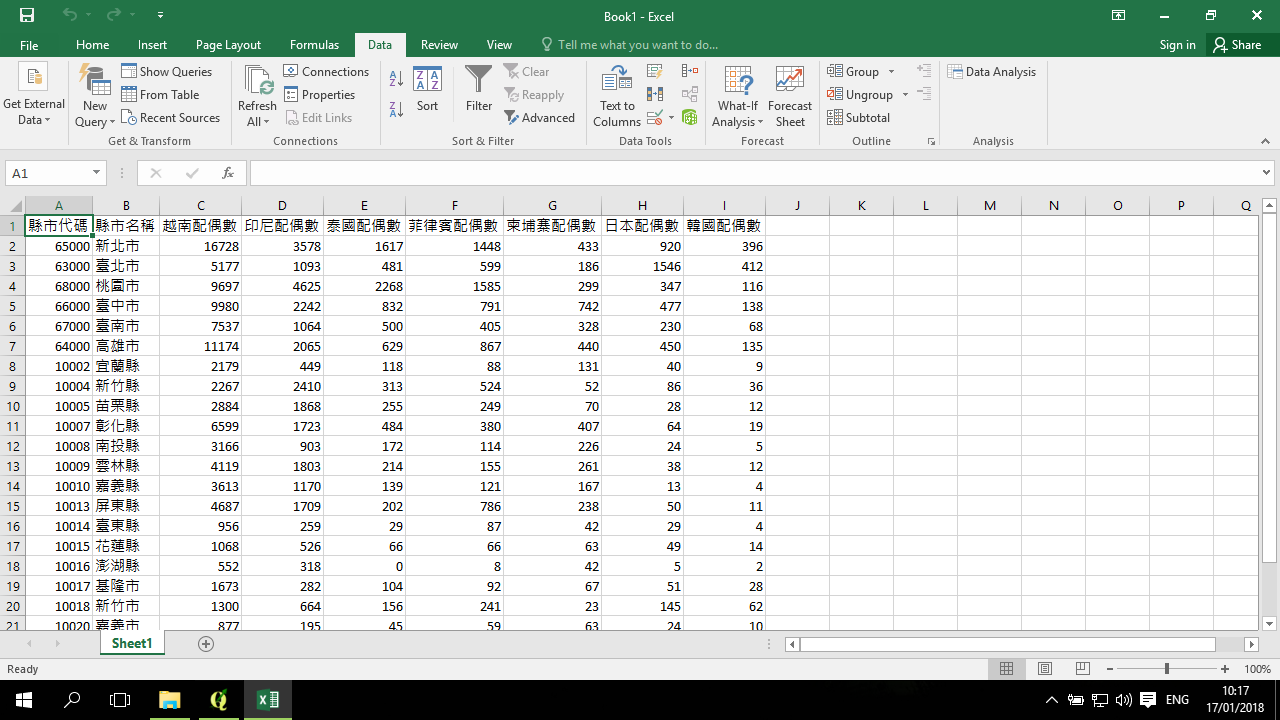 Book1 - Excel
File Home Insert Page Layout Formulas Data Review View Tell me what you want to do... Sign in Share
Get External Data
New Query
Show Queries
From Table
Recent Sources
Get & Transform
Refresh All
Connections
Properties
Edit Links
Connections
Sort
Filter
Clear
Reapply
Advanced
Sort & Filter
Text to Columns
Data Tools
What-If Analysis
Forecast Sheet
Forecast
Group
Ungroup
Subtotal
Outline
Data Analysis
Analysis
A1 fx
A B C D E F G H I J K L M N O P Q
1 縣市代碼 縣市名稱 越南配偶數 印尼配偶數 泰國配偶數 菲律賓配偶數 柬埔寨配偶數 日本配偶數 韓國配偶數
2 65000 新北市 16728 3578 1617 1448 433 920 396
3 63000 臺北市 5177 1093 481 599 186 1546 412
4 68000 桃園市 9697 4625 2268 1585 299 347 116
5 66000 臺中市 9980 2242 832 791 742 477 138
6 67000 臺南市 7537 1064 500 405 328 230 68
7 64000 高雄市 11174 2065 629 867 440 450 135
8 10002 宜蘭縣 2179 449 118 88 131 40 9
9 10004 新竹縣 2267 2410 313 524 52 86 36
10 10005 苗栗縣 2884 1868 255 249 70 28 12
11 10007 彰化縣 6599 1723 484 380 407 64 19
12 10008 南投縣 3166 903 172 114 226 24 5
13 10009 雲林縣 4119 1803 214 155 261 38 12
14 10010 嘉義縣 3613 1170 139 121 167 13 4
15 10013 屏東縣 4687 1709 202 786 238 50 11
16 10014 臺東縣 956 259 29 87 42 29 4
17 10015 花蓮縣 1068 526 66 66 63 49 14
18 10016 澎湖縣 552 318 0 8 42 5 2
19 10017 基隆市 1673 282 104 92 67 51 28
20 10018 新竹市 1300 664 156 241 23 145 62
21 10020 嘉義市 877 195 45 59 63 24 10
Sheet1
Ready 100%
ENG 10:17
17/01/2018